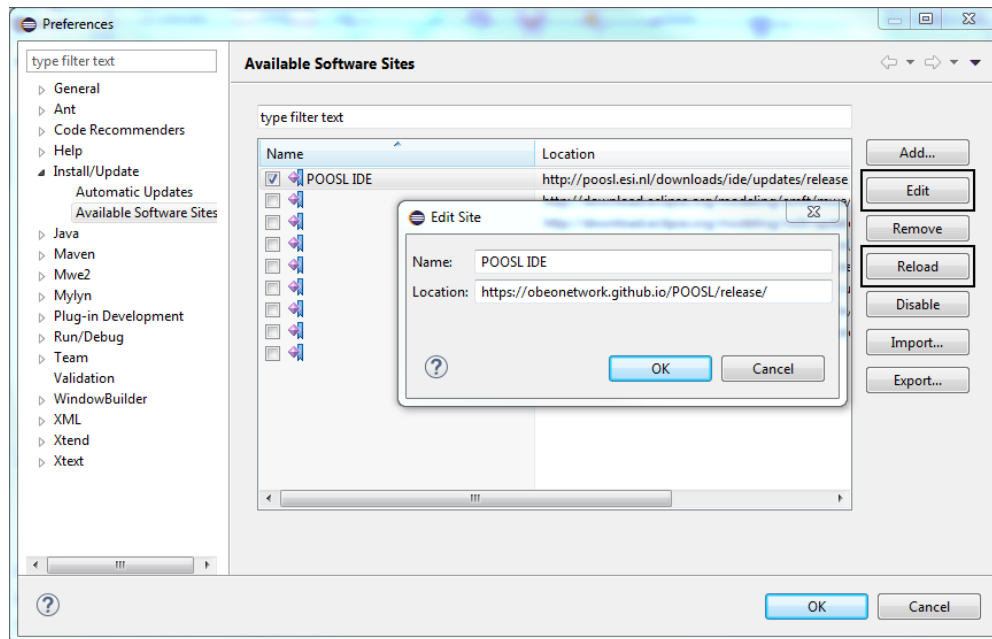 Preferences
type filter text
Available Software Sites
General
Ant
Code Recommenders
Help
Install/Update
Automatic Updates
Available Software Sites
Java
Maven
Mwe2
Mylyn
Plug-in Development
Run/Debug
Team
Validation
WindowBuilder
XML
Xtend
Xtext
type filter text
Name Location
POOSL IDE http://poosl.esi.nl/downloads/ide/updates/release
Add...
Edit
Remove
Reload
Disable
Import...
Export...
Edit Site
Name: POOSL IDE
Location: https://obeonetwork.github.io/POOSL/release/
OK Cancel
OK Cancel